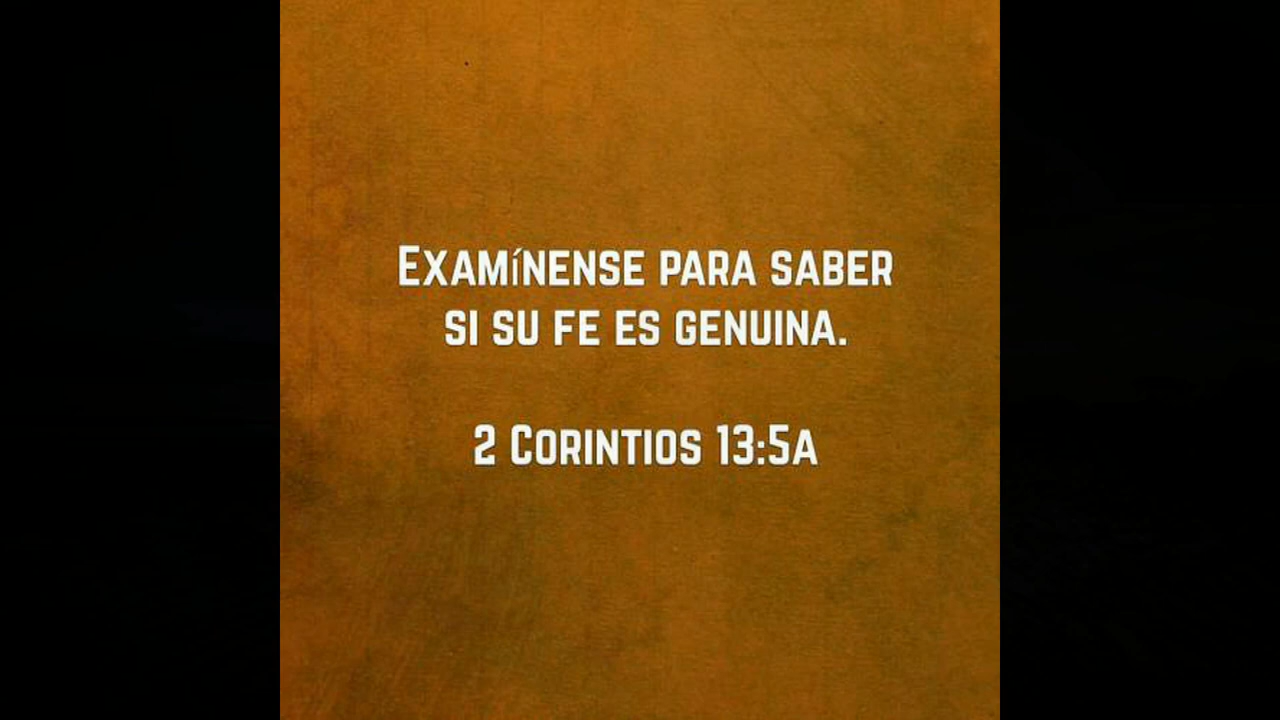 Examínense para saber
si su fe es genuina.
2 Corintios 13:5a